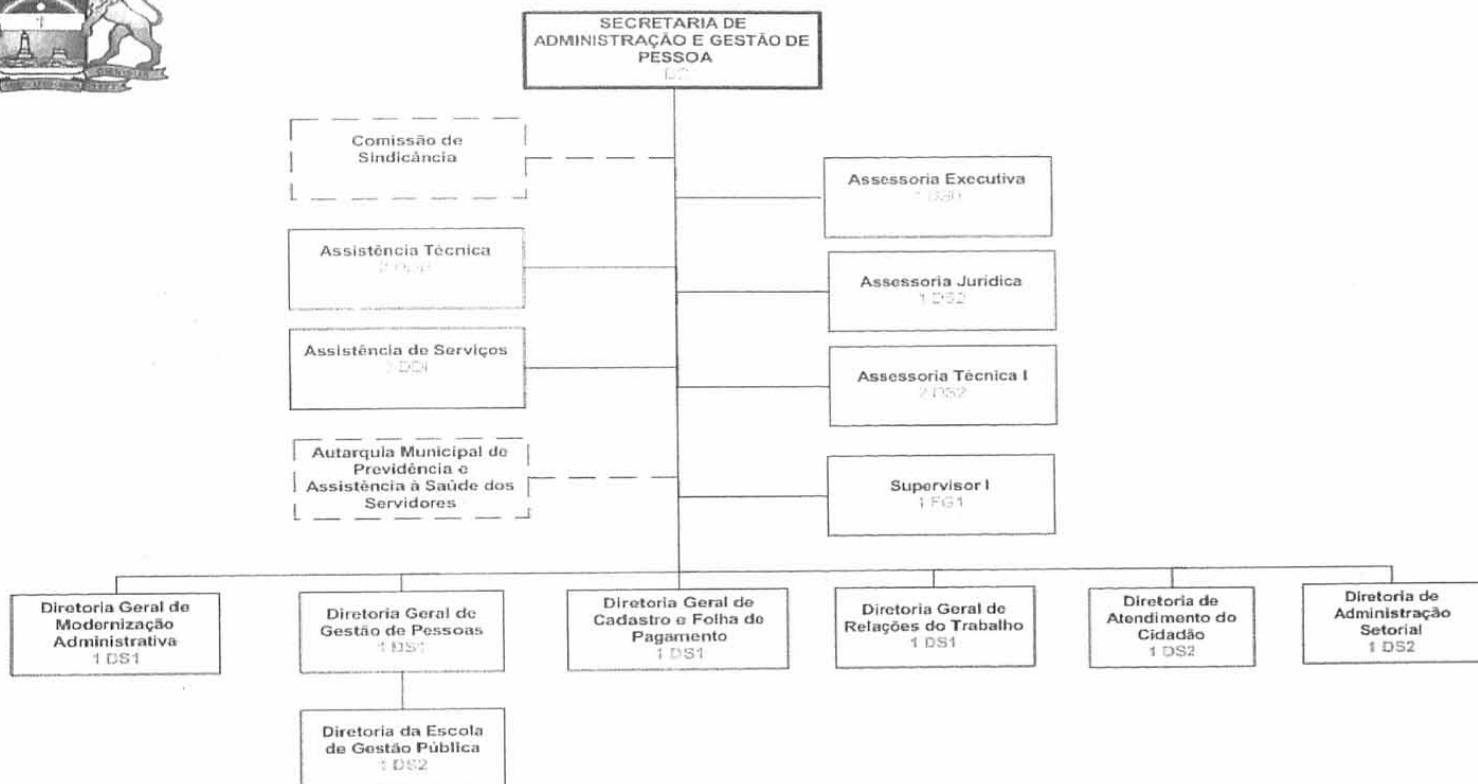 SECRETARIA DE
ADMINISTRAÇÃO E GESTÃO DE
PESSOA
Comissão de
Sindicância
Assessoria Executiva
Assistência Técnica
Assessoria Jurídica
1 DS2
Assistência de Serviços
Assessoria Técnica I
2 DS2
Autarquia Municipal de
Previdência e
Assistência à Saúde dos
Servidores
Supervisor I
1 FG1
Diretoria Geral de
Modernização
Administrativa
1 DS1
Diretoria Geral de
Gestão de Pessoas
1 DS1
Diretoria Geral de
Cadastro e Folha de
Pagamento
1 DS1
Diretoria Geral de
Relações do Trabalho
1 DS1
Diretoria de
Atendimento do
Cidadão
1 DS2
Diretoria de
Administração
Setorial
1 DS2
Diretoria da Escola
de Gestão Pública
1 DS2